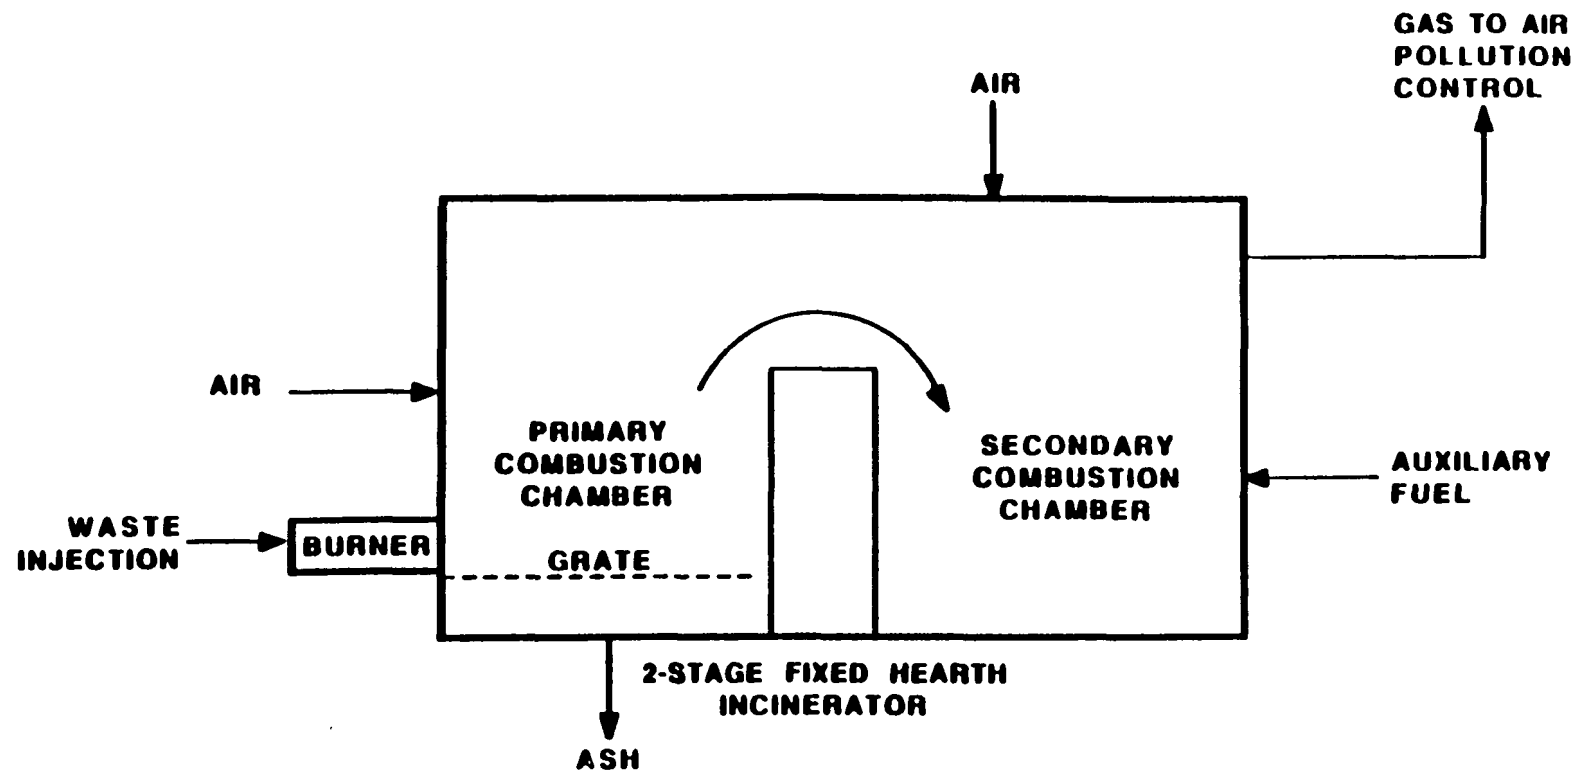 GAS TO AIR
POLLUTION
CONTROL
AIR
AIR
PRIMARY
COMBUSTION
CHAMBER
SECONDARY
COMBUSTION
CHAMBER
AUXILIARY
FUEL
WASTE
INJECTION
BURNER
GRATE
2-STAGE FIXED HEARTH
INCINERATOR
ASH